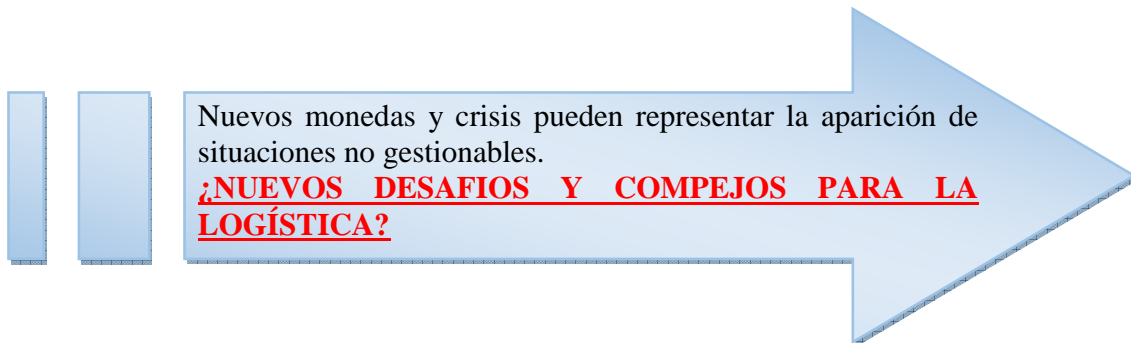 Nuevos monedas y crisis pueden representar la aparición de
situaciones no gestionables.
¿NUEVOS DESAFIOS Y COMPEJOS PARA LA
LOGÍSTICA?